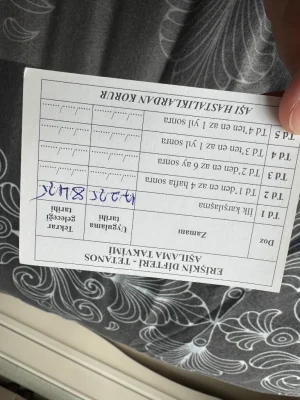 ERİŞKİN DİFTERİ - TETANOS
AŞILAMA TAKVİMİ
Doz Zamanı Uygulama tarihi Tekrar geleceği tarihi
Td 1 İlk karşılaşma
Td 2 Td 1'den en az 4 hafta sonra ....../....../...... ....../....../......
Td 3 Td 2'den en az 6 ay sonra ....../....../...... ....../....../......
Td 4 Td 3'ten en az 1 yıl sonra ....../....../...... ....../....../......
Td 5 Td 4'ten en az 1 yıl sonra ....../....../...... ....../....../......
AŞI HASTALIKLARDAN KORUR